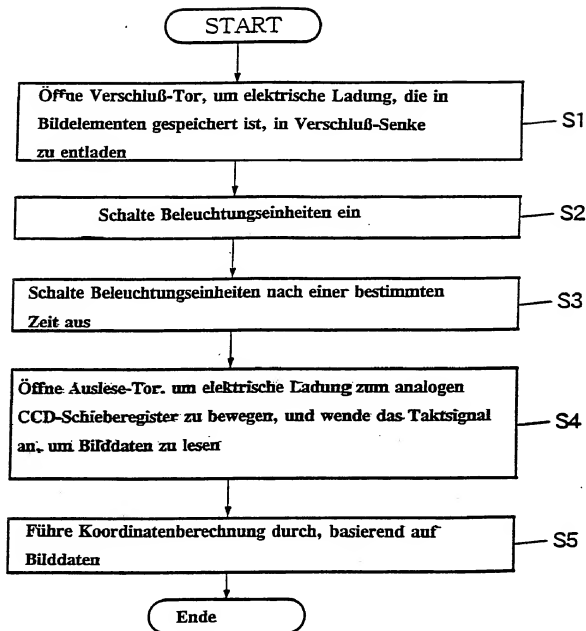 START
Öffne Verschluß-Tor, um elektrische Ladung, die in
Bildelementen gespeichert ist, in Verschluß-Senke
zu entladen
S1
Schalte Beleuchtungseinheiten ein
S2
Schalte Beleuchtungseinheiten nach einer bestimmten
Zeit aus
S3
Öffne Auslese-Tor. um elektrische Ladung zum analogen
CCD-Schieberegister zu bewegen, und wende das Taktsignal
an, um Bilddaten zu lesen
S4
Führe Koordinatenberechnung durch, basierend auf
Bilddaten
S5
Ende